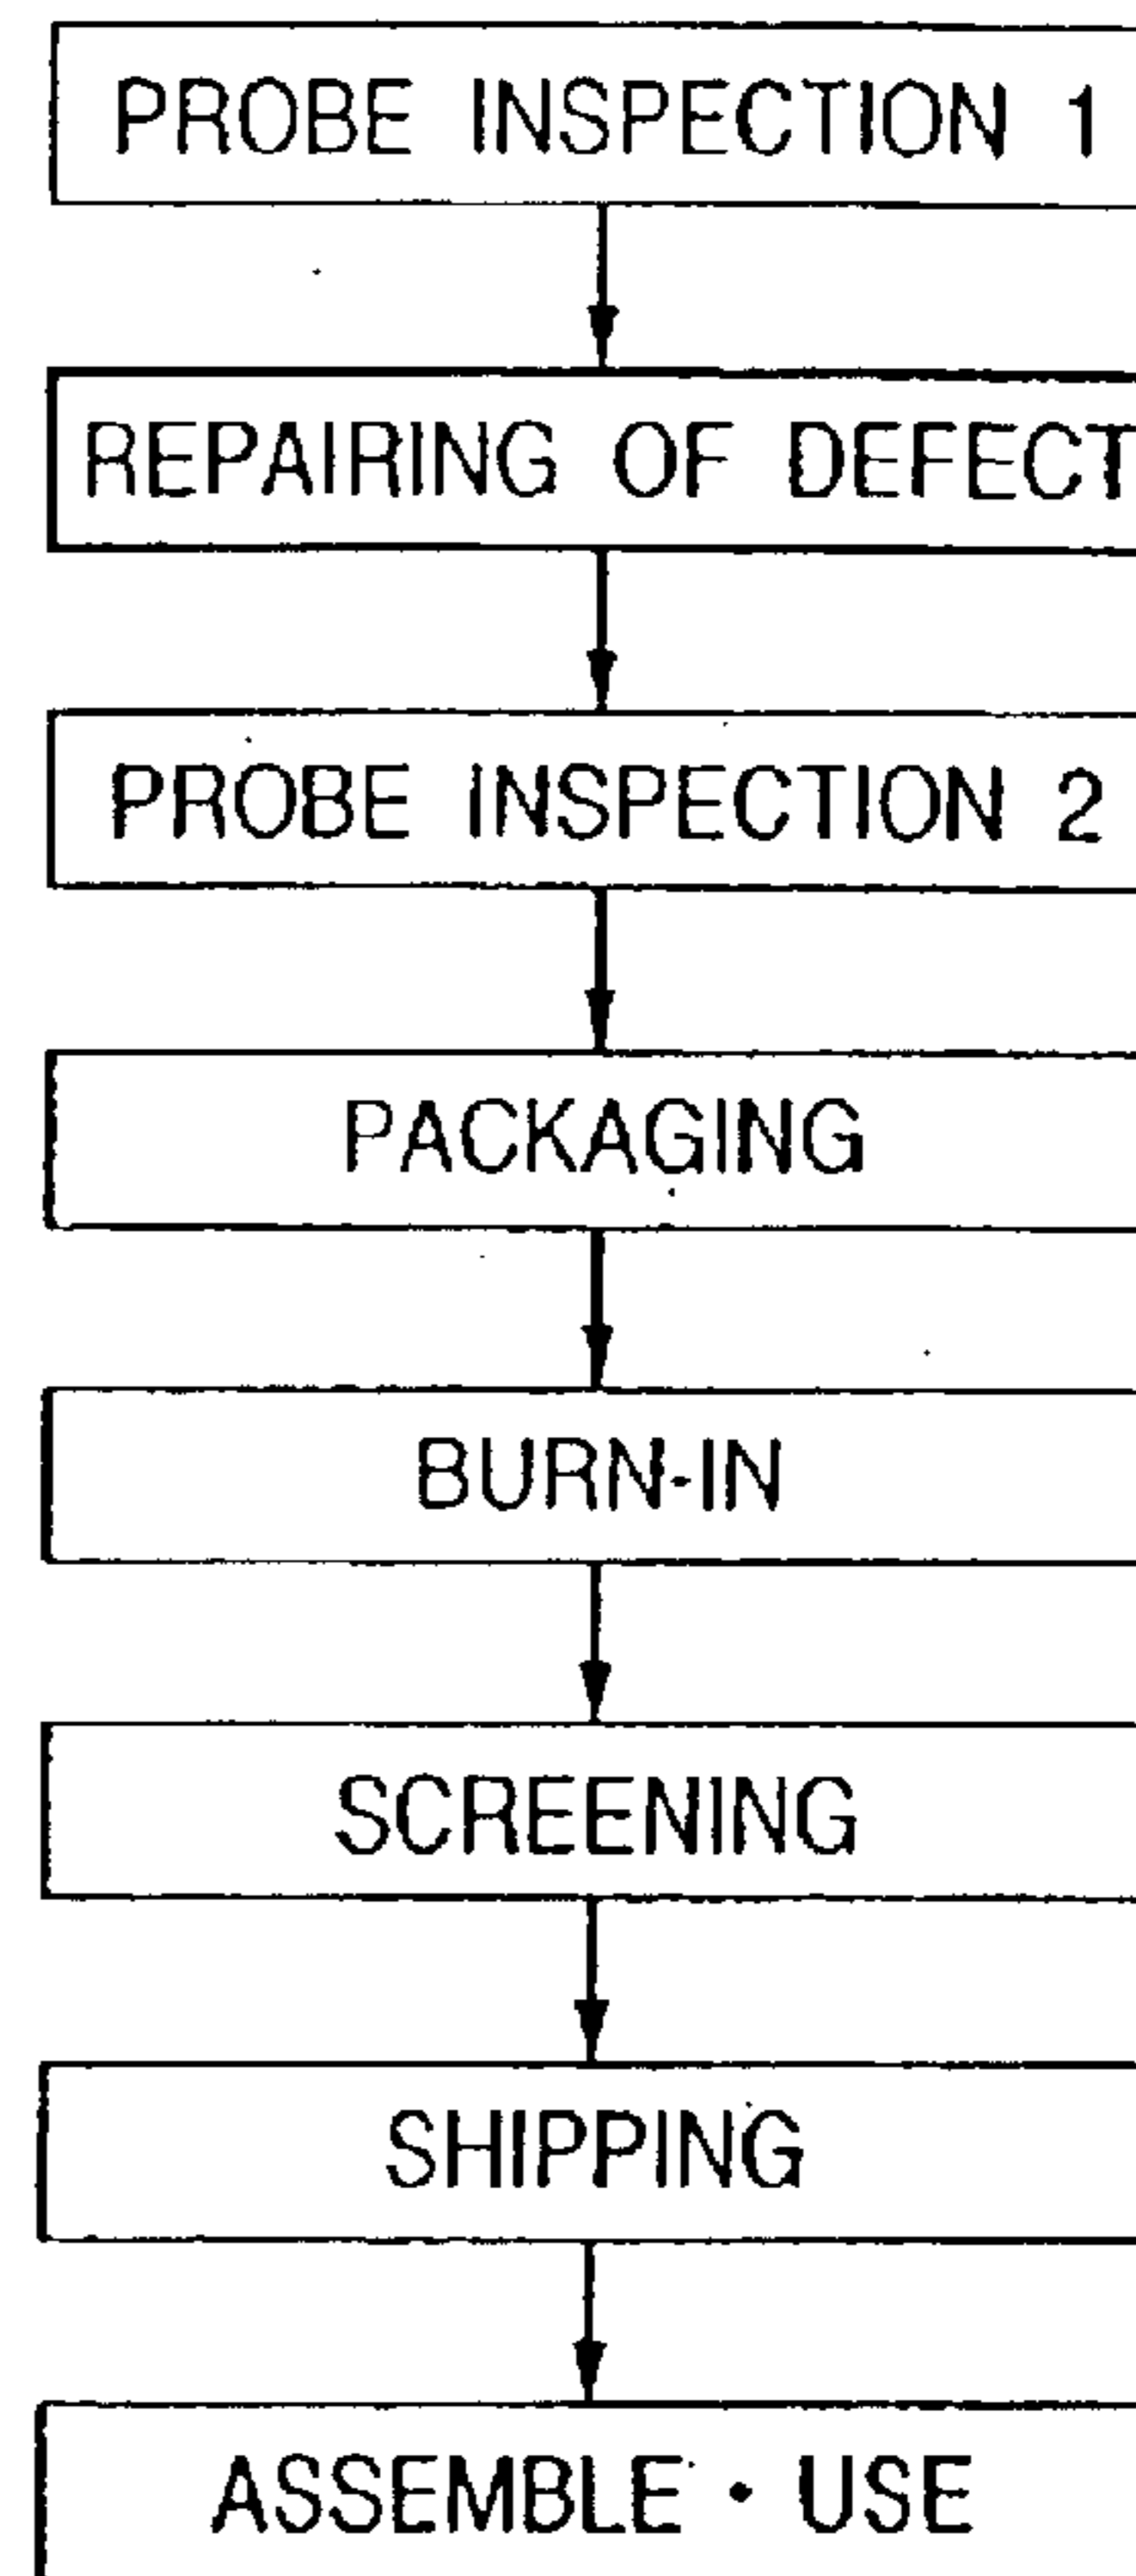 PROBE INSPECTION 1
REPAIRING OF DEFECT
PROBE INSPECTION 2
PACKAGING
BURN-IN
SCREENING
SHIPPING
ASSEMBLE・USE